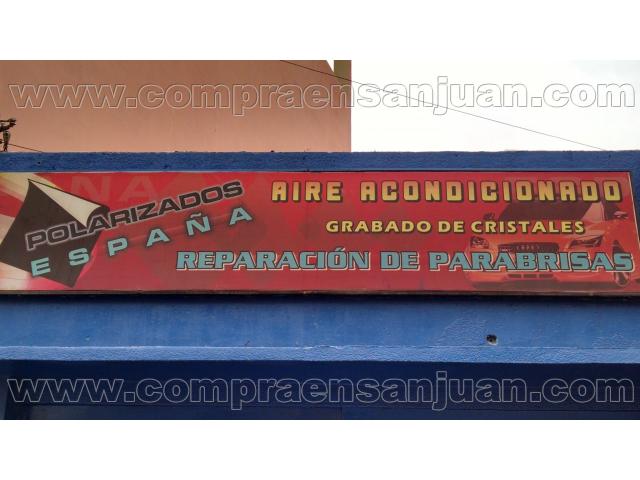 www.compraensanjuan.com
POLARIZADOS
ESPAÑA
AIRE ACONDICIONADO
GRABADO DE CRISTALES
REPARACIÓN DE PARABRISAS
www.compraensanjuan.com